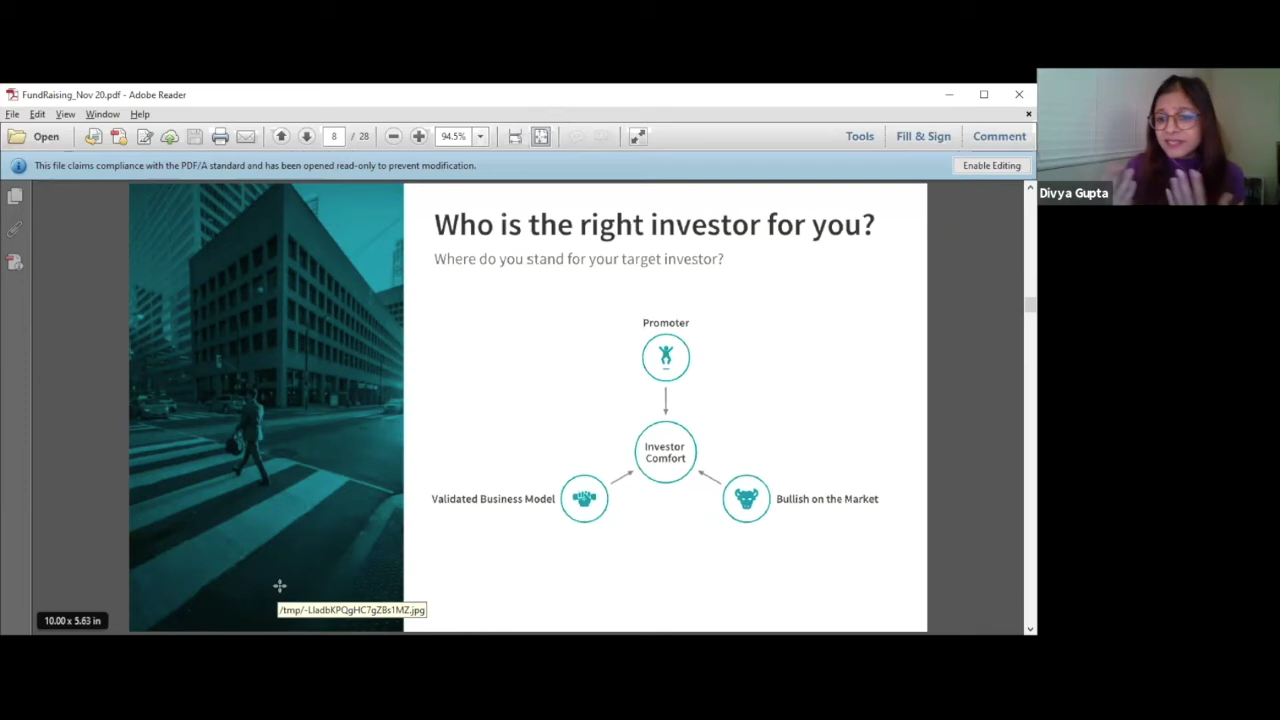 FundRaising_Nov 20.pdf - Adobe Reader
File Edit View Window Help
Open 8 / 28 94.5% Tools Fill & Sign Comment
This file claims compliance with the PDF/A standard and has been opened read-only to prevent modification. Enable Editing
Divya Gupta
Who is the right investor for you?
Where do you stand for your target investor?
Promoter
Investor
Comfort
Validated Business Model
Bullish on the Market
10.00 x 5.63 in